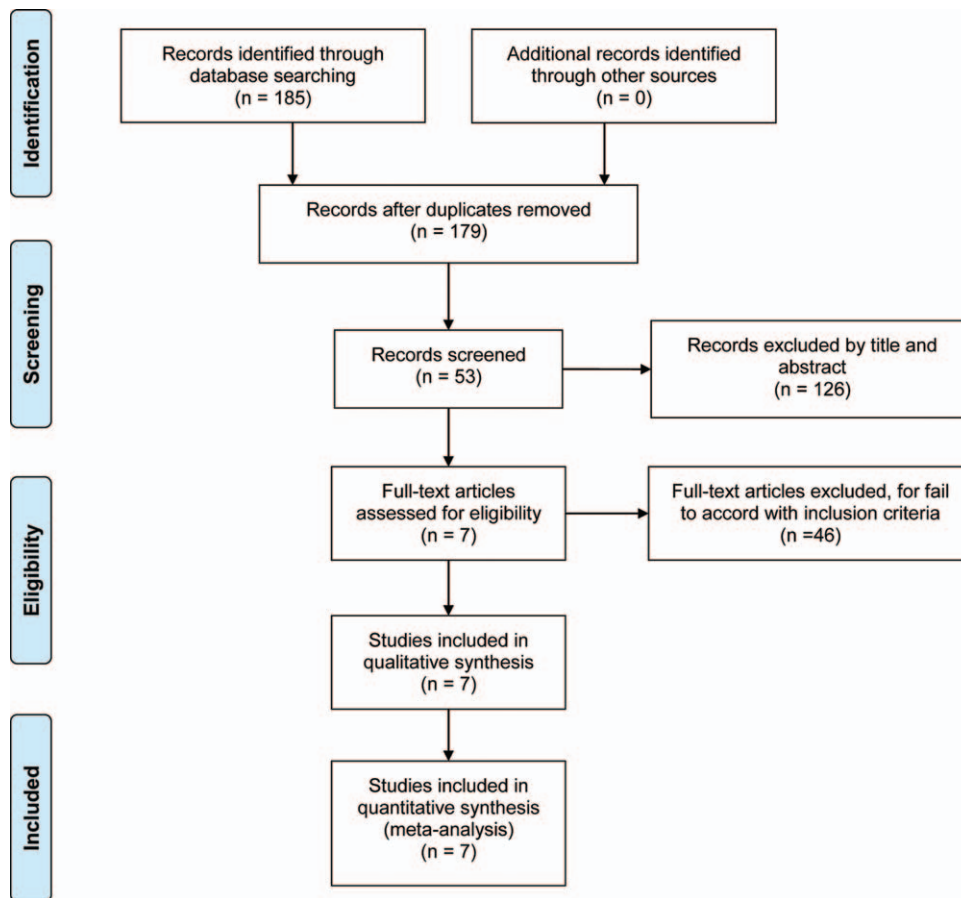 Identification
Records identified through
database searching
(n = 185)
Additional records identified
through other sources
(n = 0)
Records after duplicates removed
(n = 179)
Screening
Records screened
(n = 53)
Records excluded by title and
abstract
(n = 126)
Eligibility
Full-text articles
assessed for eligibility
(n = 7)
Full-text articles excluded, for fail
to accord with inclusion criteria
(n =46)
Studies included in
qualitative synthesis
(n = 7)
Included
Studies included in
quantitative synthesis
(meta-analysis)
(n = 7)